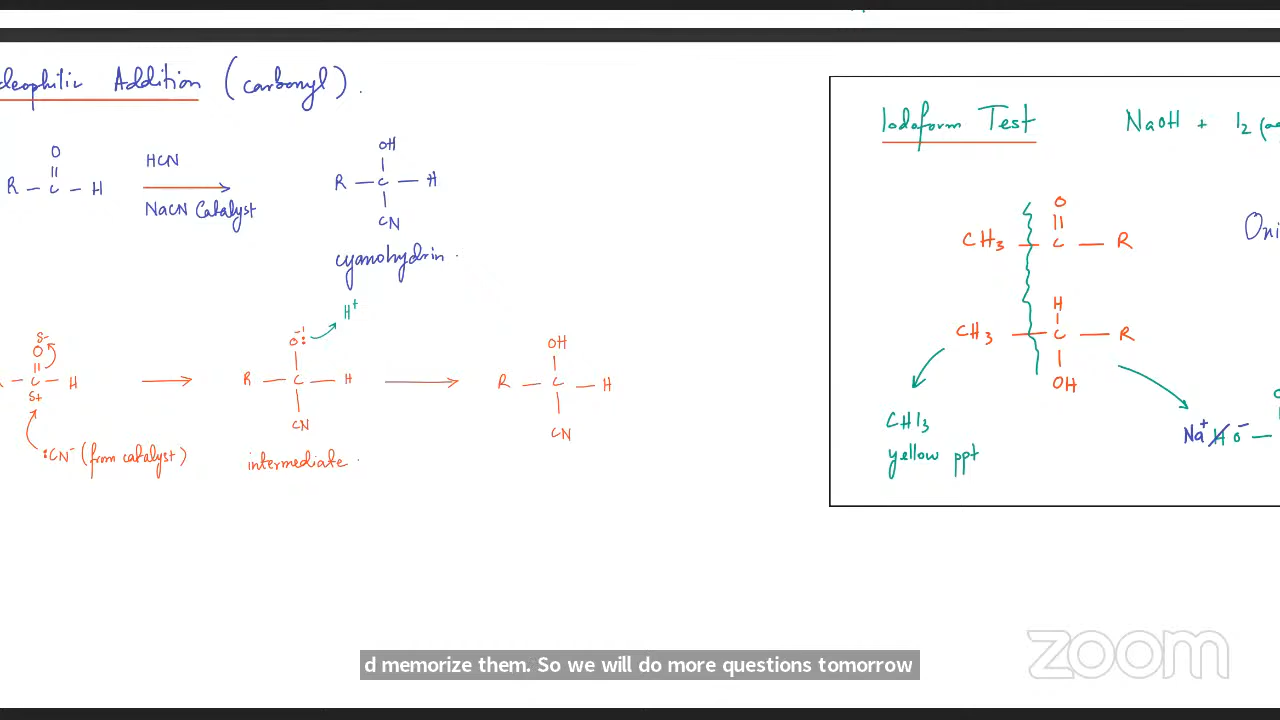 cleophilic Addition (carbonyl).
O
||
R – C – H
HCN
NaCN Catalyst
OH
|
R – C – H
|
CN
cyanohydrin.
δ-
O
||
– C – H
δ+
:CN⁻ (from catalyst)
H⁺
O:⁻
R – C – H
CN
intermediate.
OH
R – C – H
CN
Iodoform Test
NaOH + I₂ (a
O
||
CH₃ – C – R
H
|
CH₃ – C – R
|
OH
CHI₃
yellow ppt
Na⁺ H O⁻ –
d memorize them. So we will do more questions tomorrow
zoom